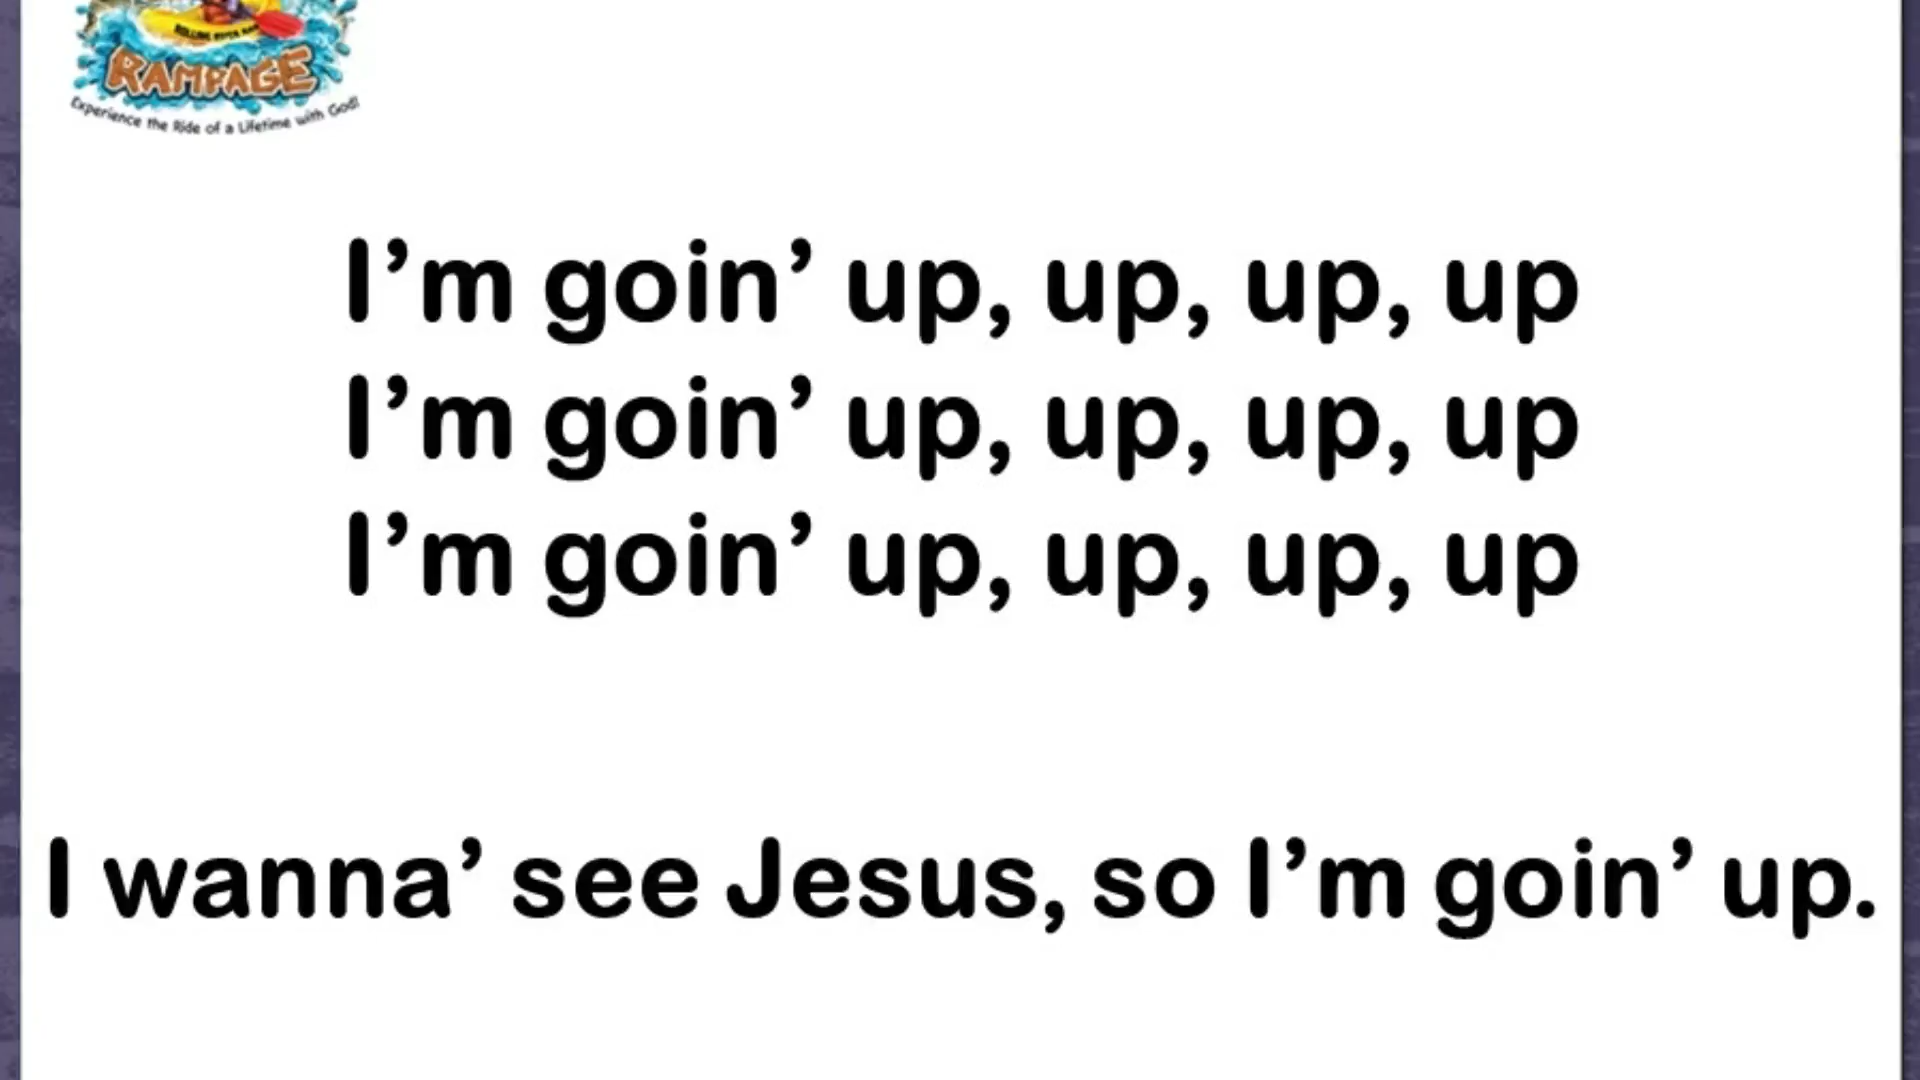 RAMPAGE
Experience the Ride of a Lifetime with God!
I’m goin’ up, up, up, up
I’m goin’ up, up, up, up
I’m goin’ up, up, up, up
I wanna’ see Jesus, so I’m goin’ up.